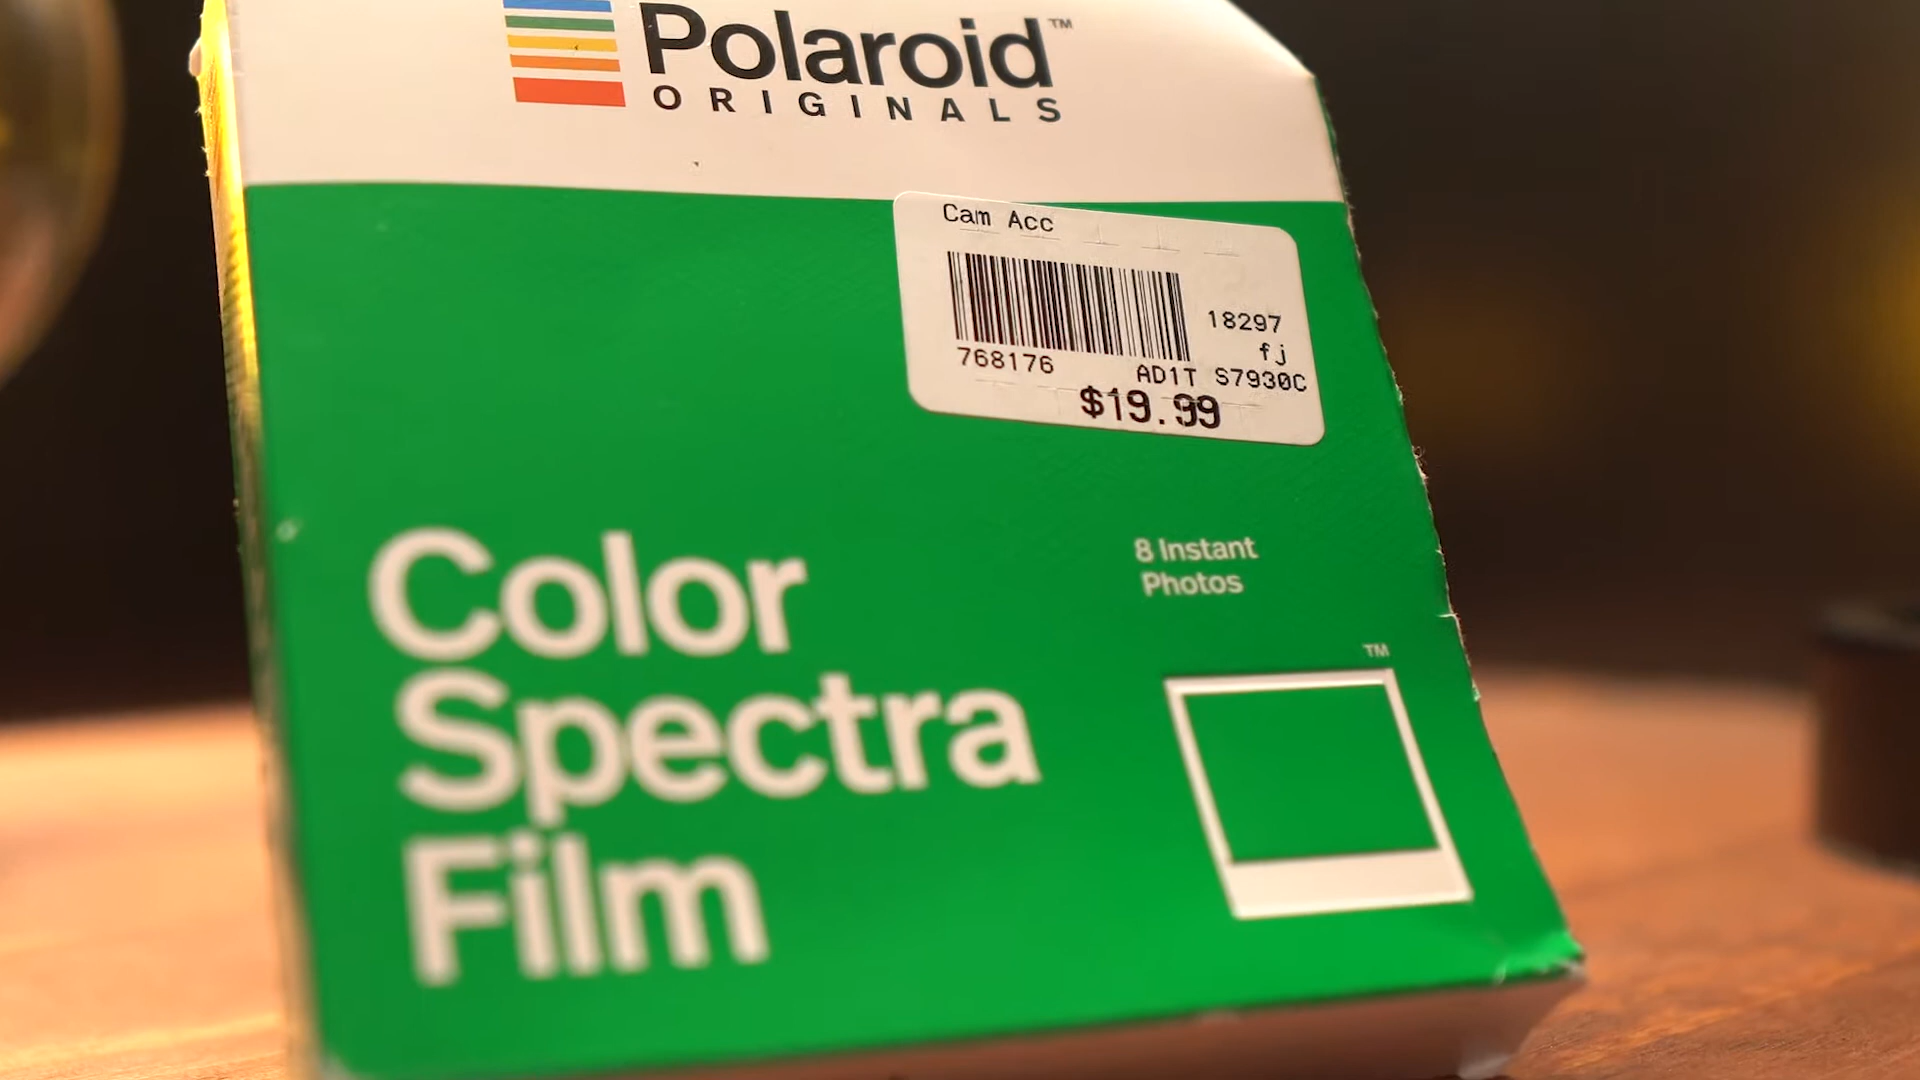 Polaroid™
ORIGINALS
Cam Acc
18297
fj
768176
AD1T S7930C
$19.99
8 Instant
Photos
Color
Spectra
Film
TM